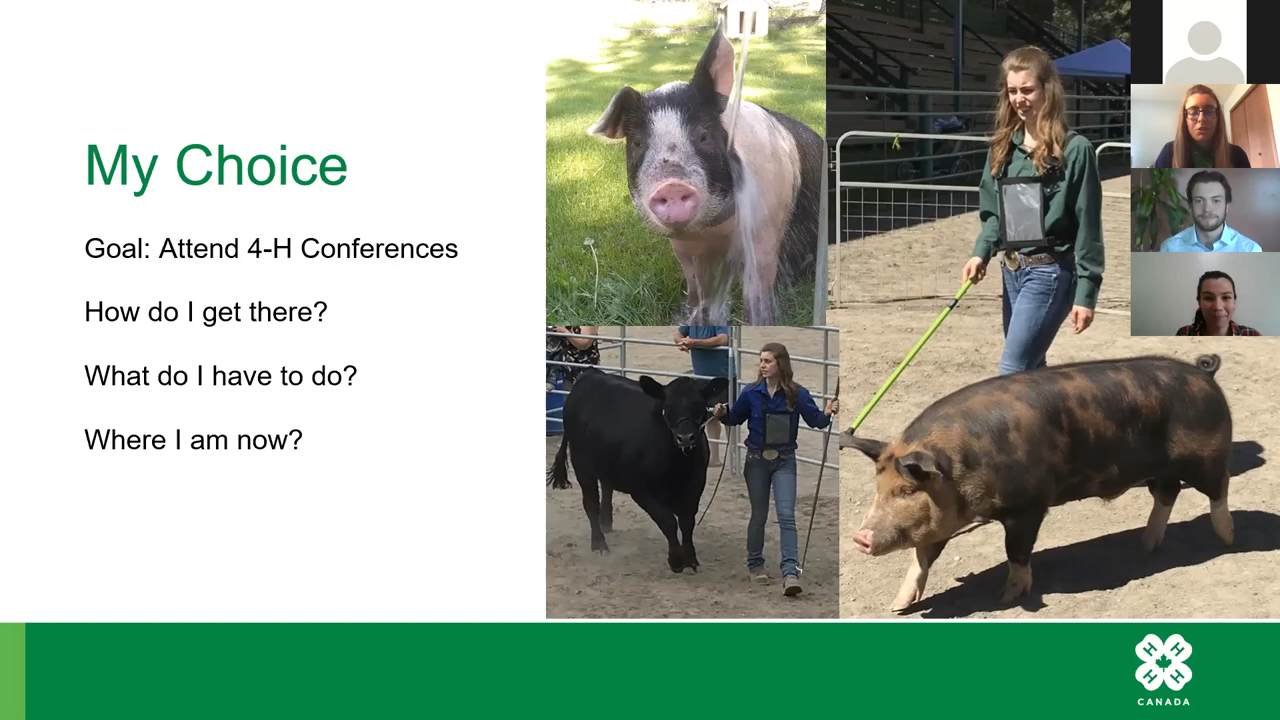 My Choice
Goal: Attend 4-H Conferences
How do I get there?
What do I have to do?
Where I am now?
H H
H H
CANADA